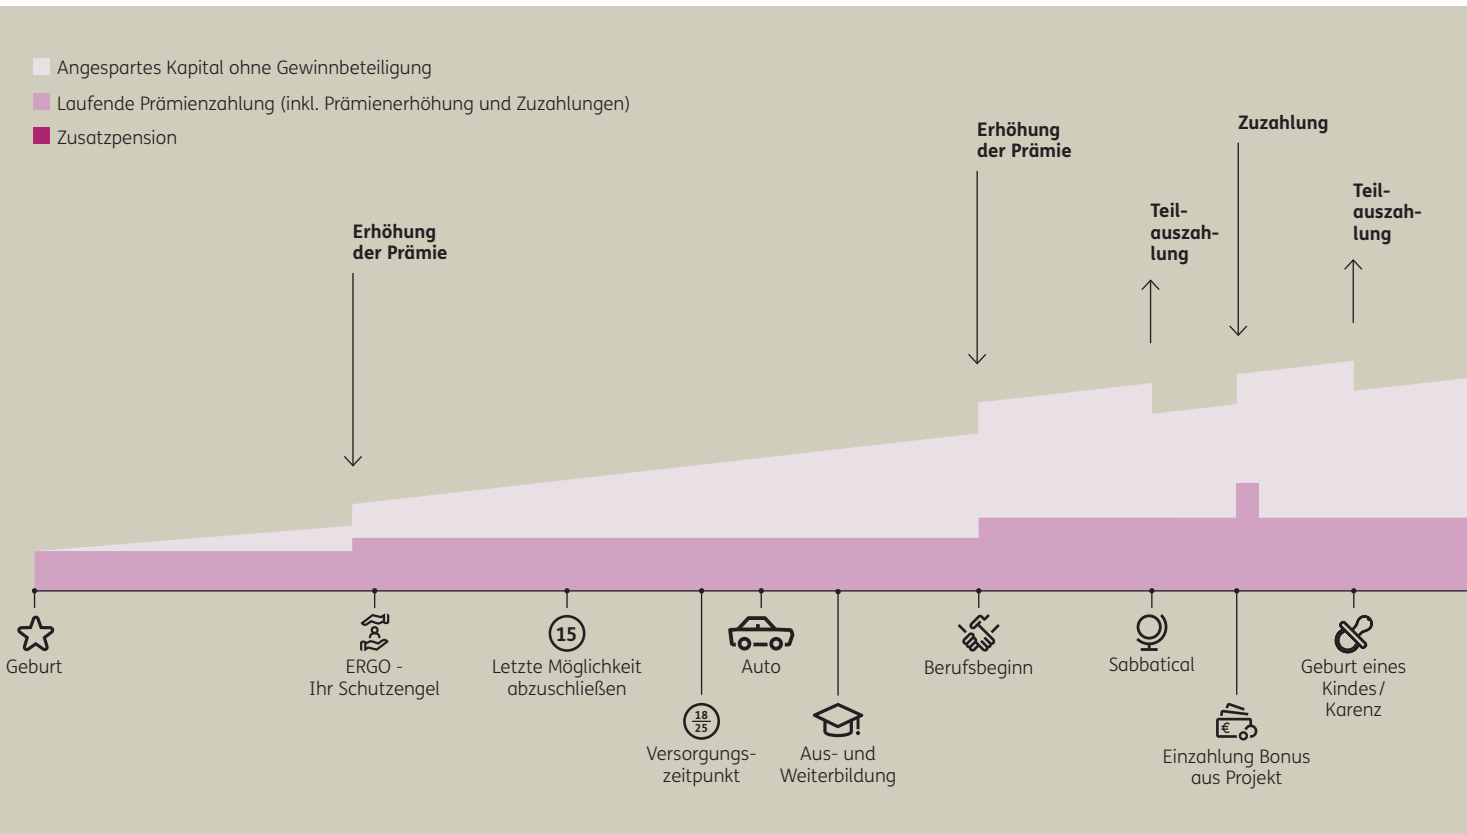 Angespartes Kapital ohne Gewinnbeteiligung
Laufende Prämienzahlung (inkl. Prämienerhöhung und Zuzahlungen)
Zusatzpension
Erhöhung
der Prämie
Erhöhung
der Prämie
Teil-
auszah-
lung
Zuzahlung
Teil-
auszah-
lung
Geburt
ERGO -
Ihr Schutzengel
15
Letzte Möglichkeit
abzuschließen
18
25
Versorgungs-
zeitpunkt
Auto
Aus- und
Weiterbildung
Berufsbeginn
Sabbatical
€
Einzahlung Bonus
aus Projekt
Geburt eines
Kindes/
Karenz